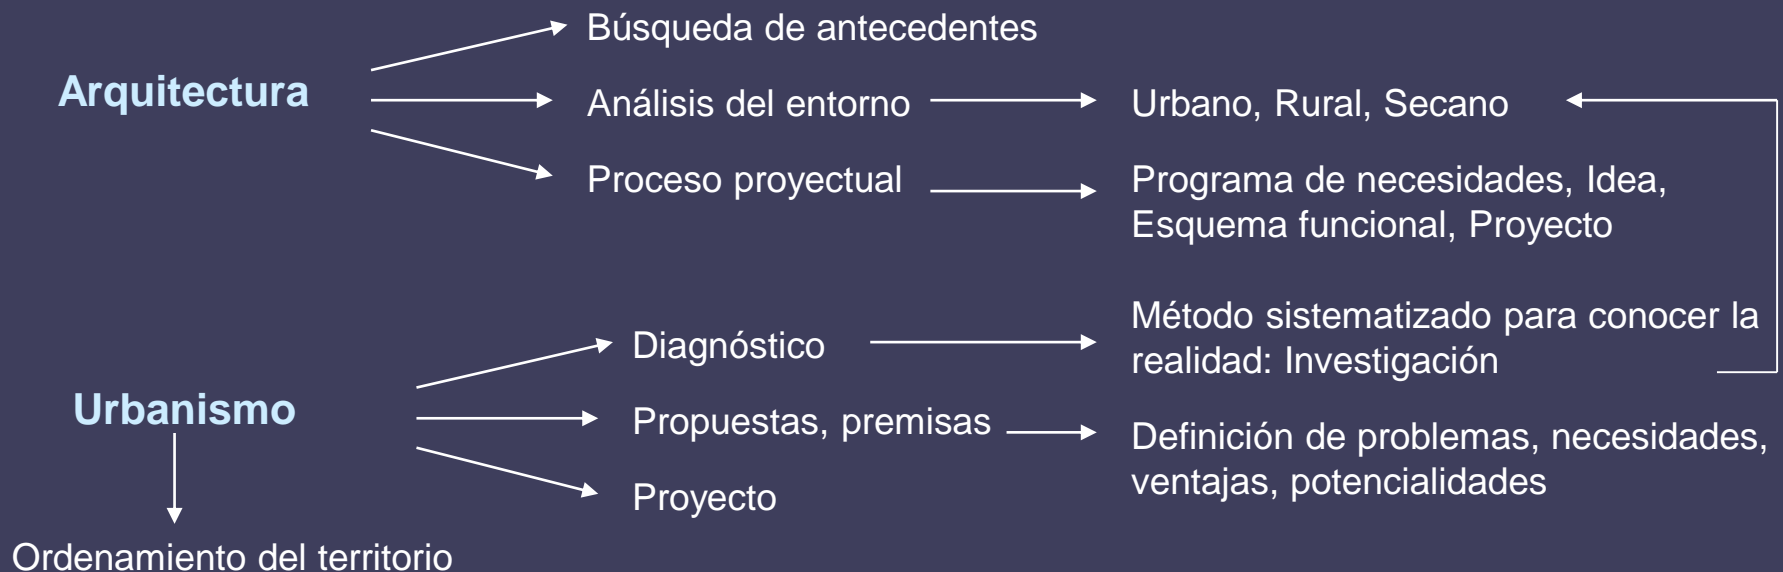 Búsqueda de antecedentes
Arquitectura
Análisis del entorno
Urbano, Rural, Secano
Proceso proyectual
Programa de necesidades, Idea,
Esquema funcional, Proyecto
Diagnóstico
Método sistematizado para conocer la
realidad: Investigación
Urbanismo
Propuestas, premisas
Definición de problemas, necesidades,
ventajas, potencialidades
Proyecto
Ordenamiento del territorio